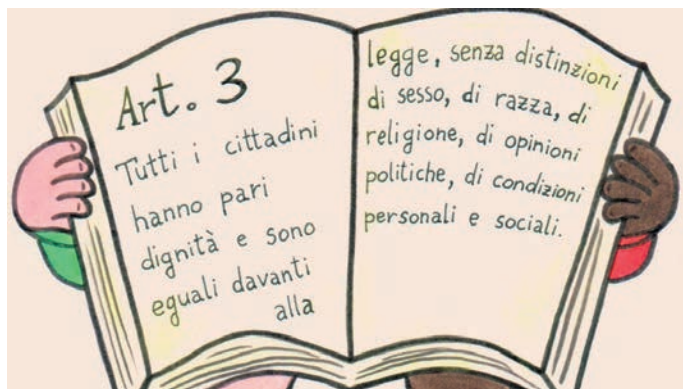 Art. 3
Tutti i cittadini
hanno pari
dignità e sono
eguali davanti
alla
legge, senza distinzioni
di sesso, di razza, di
religione, di opinioni
politiche, di condizioni
personali e sociali.